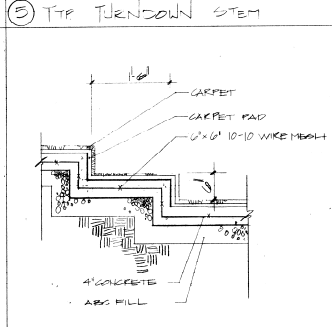 5 TYP TURNDOWN STEM
1'-6"
CARPET
CARPET PAD
6"x6" 10-10 WIRE MESH
6"
4" CONCRETE
ABC FILL